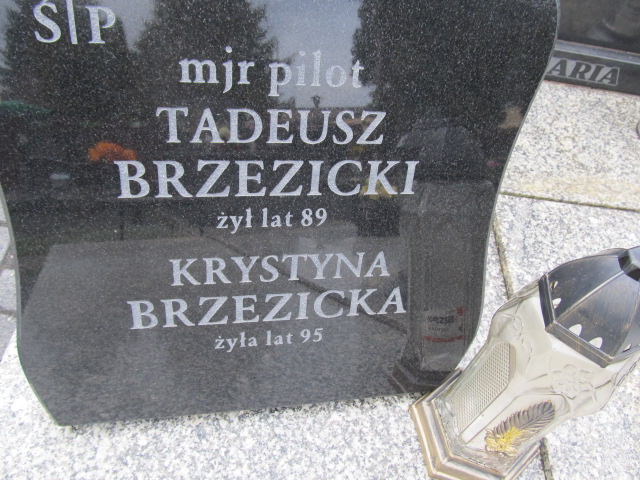 Ś|P
mjr pilot
TADEUSZ
BRZEZICKI
żył lat 89
KRYSTYNA
BRZEZICKA
żyła lat 95
ARIA